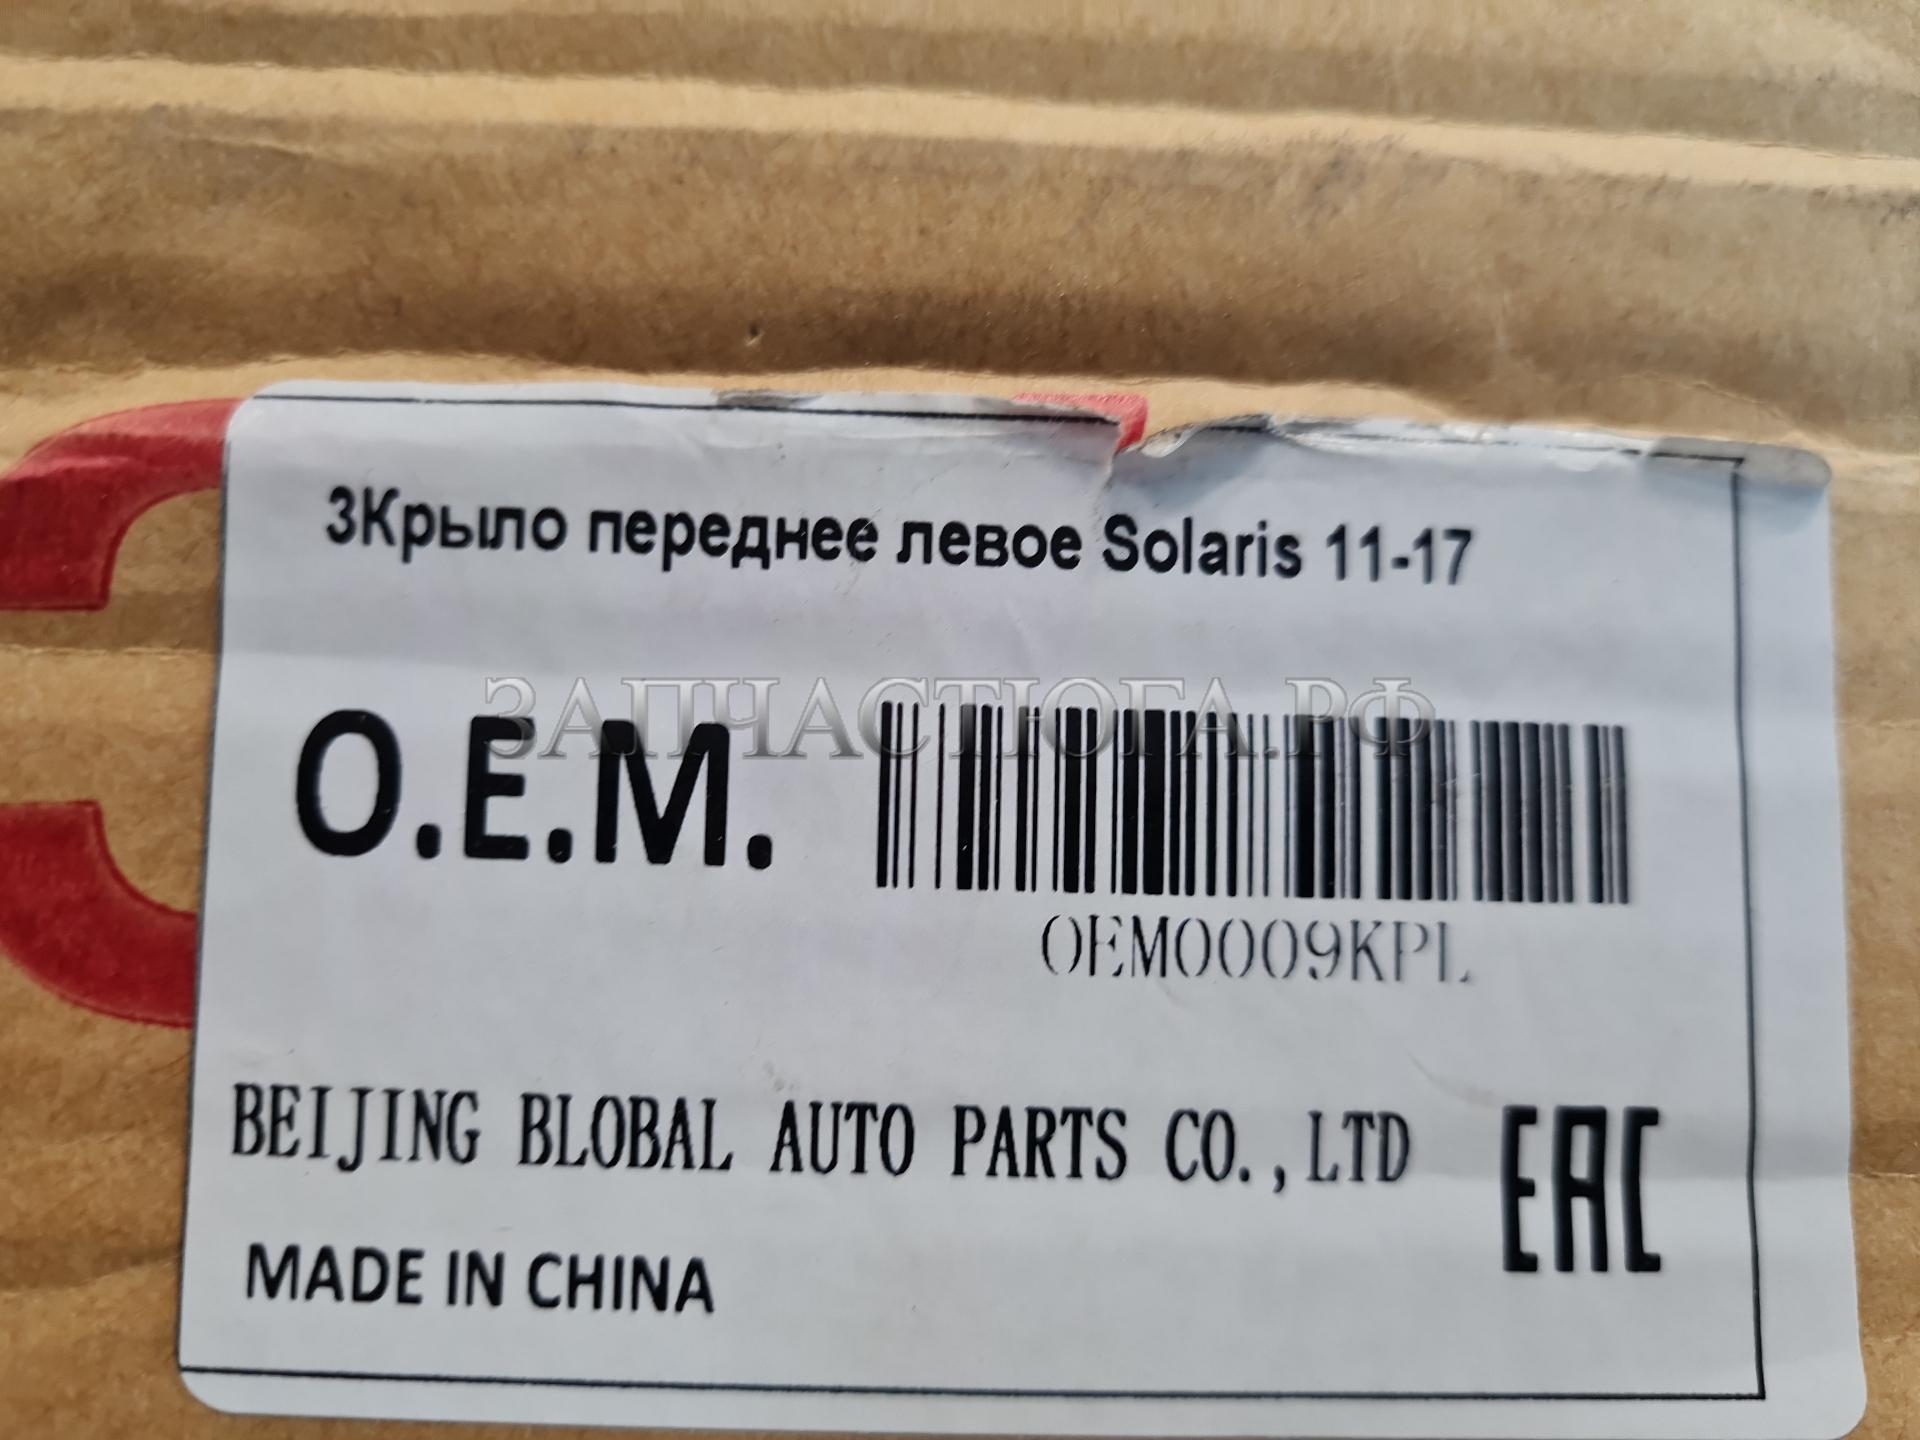 3Крыло переднее левое Solaris 11-17
ЗАПЧАСТЮГА.РФ
O.E.M.
OEM0009KPL
BEIJING BLOBAL AUTO PARTS CO.,LTD
EAC
MADE IN CHINA